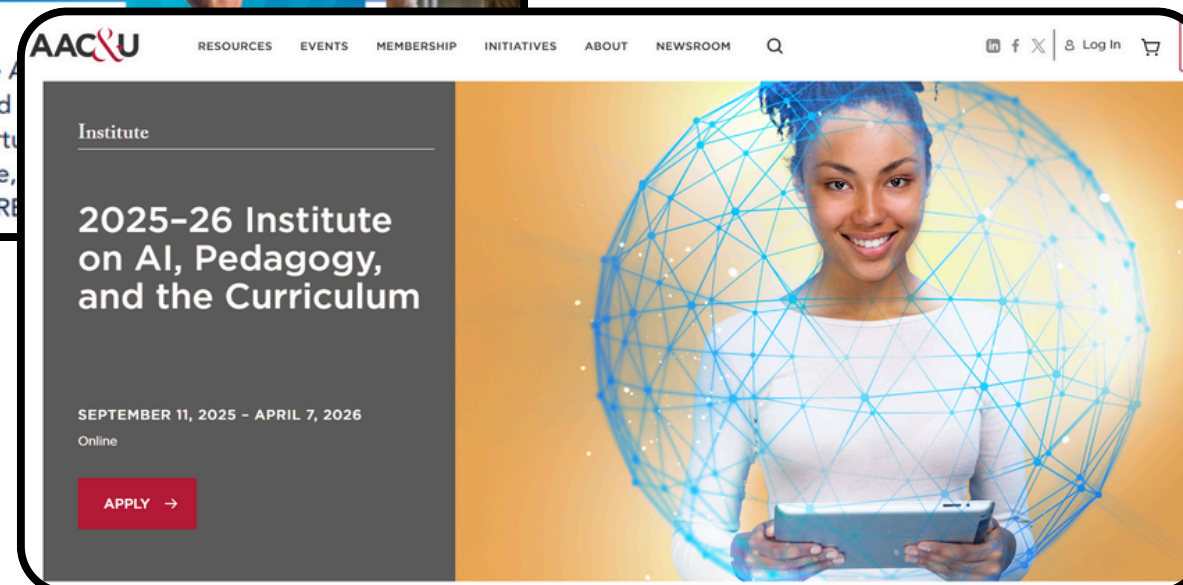 AAC&U
RESOURCES EVENTS MEMBERSHIP INITIATIVES ABOUT NEWSROOM
Log In
Institute
2025–26 Institute
on AI, Pedagogy,
and the Curriculum
SEPTEMBER 11, 2025 – APRIL 7, 2026
Online
APPLY →